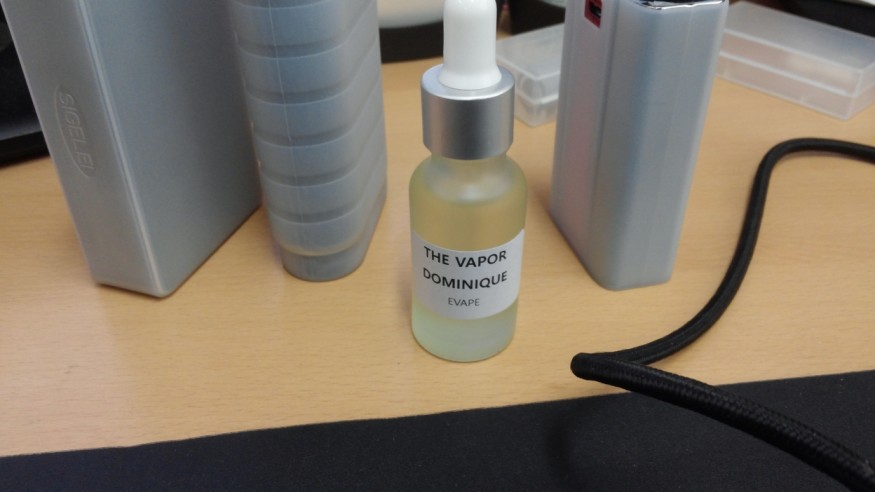 SIGELEI
THE VAPOR
DOMINIQUE
EVAPE